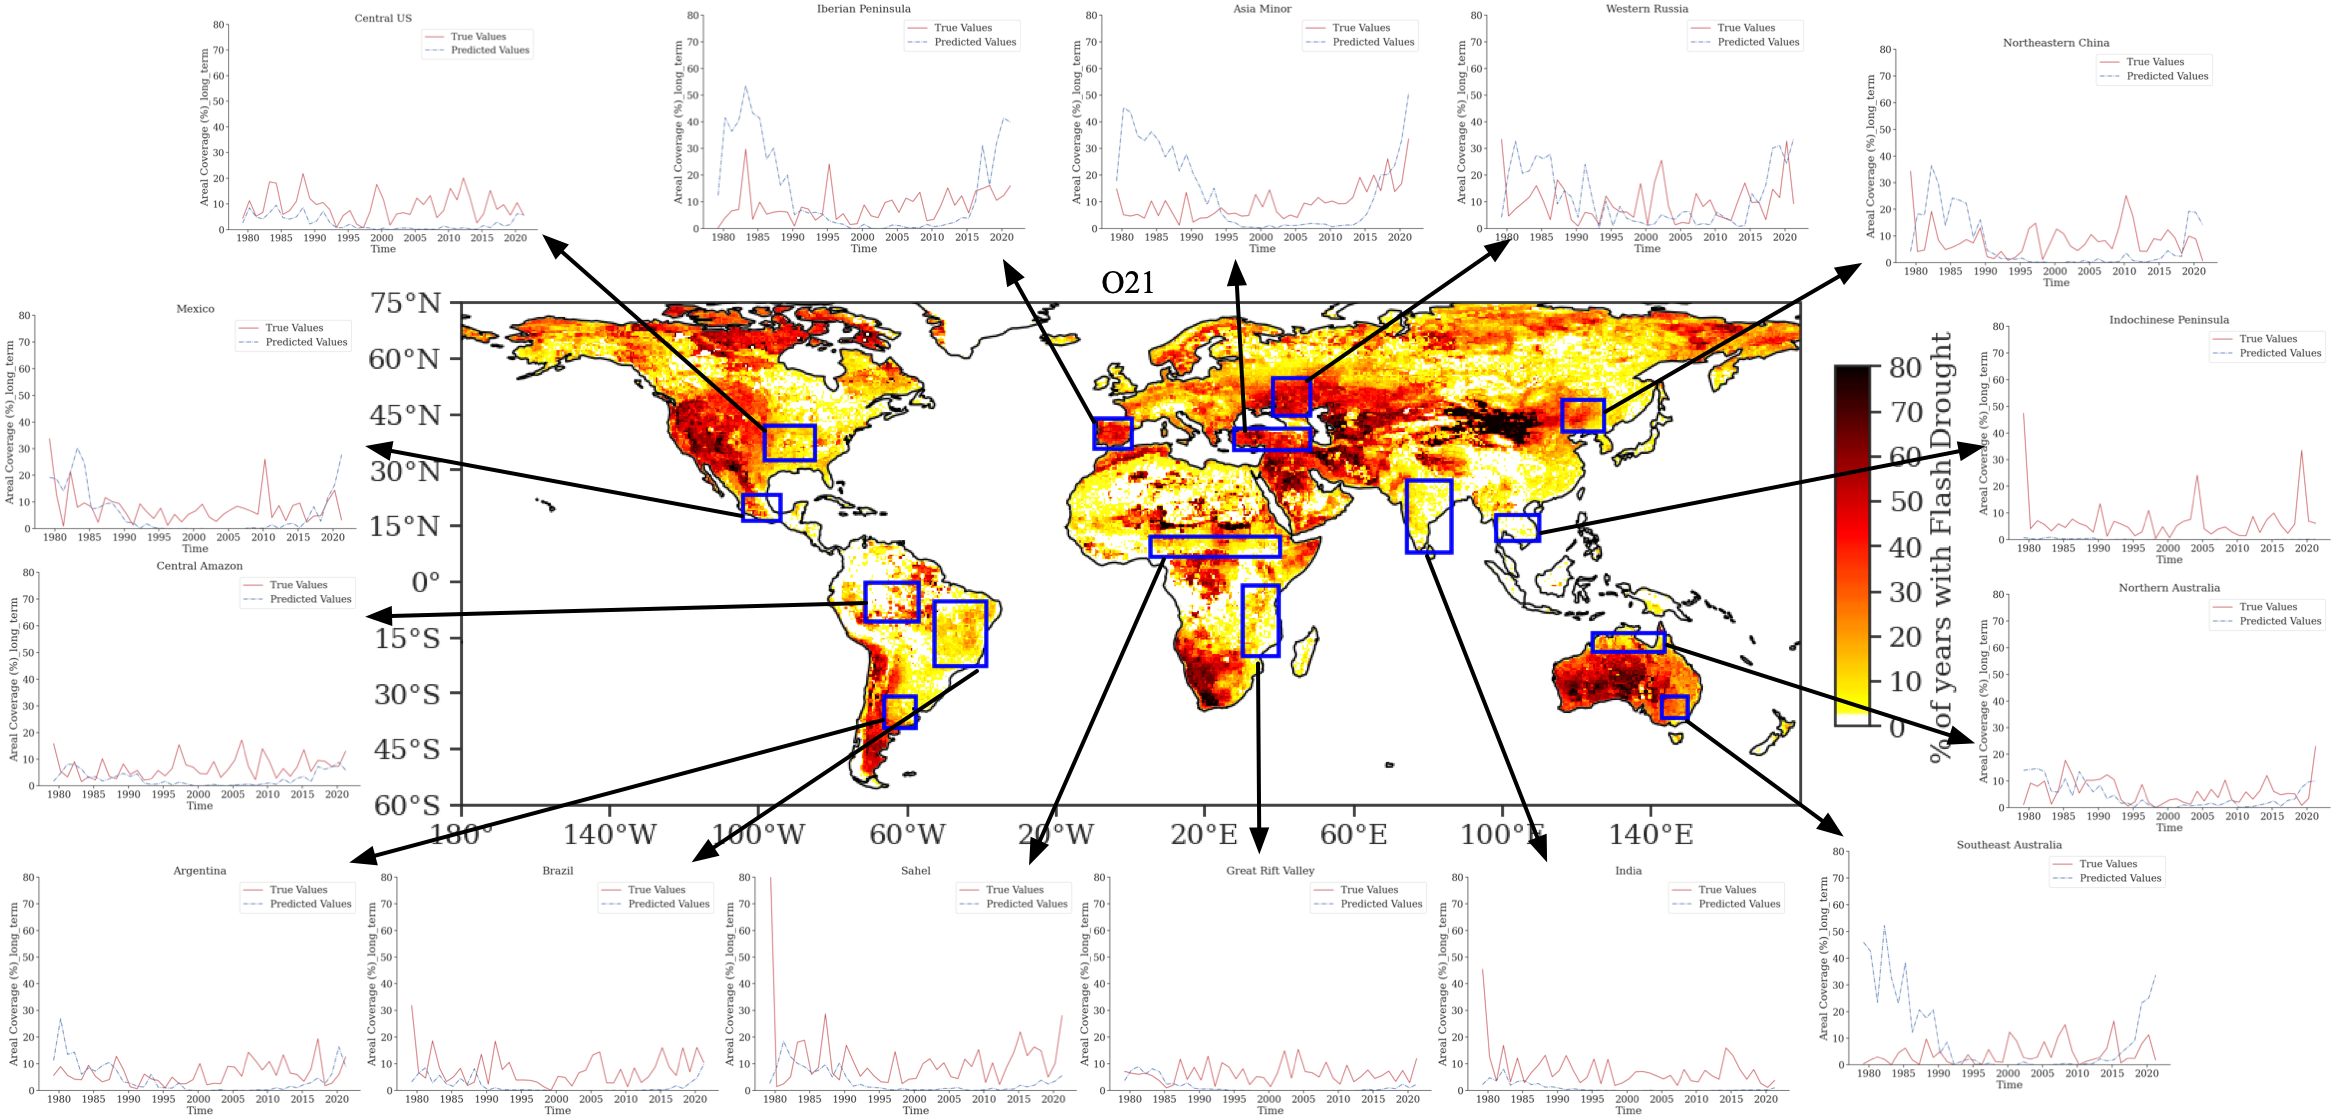 Central US
True Values
Predicted Values
Areal Coverage (%)_long_term
80
70
60
50
40
30
20
10
0
1980 1985 1990 1995 2000 2005 2010 2015 2020
Time
Iberian Peninsula
True Values
Predicted Values
Areal Coverage (%)_long_term
80
70
60
50
40
30
20
10
0
1980 1985 1990 1995 2000 2005 2010 2015 2020
Time
Asia Minor
True Values
Predicted Values
Areal Coverage (%)_long_term
80
70
60
50
40
30
20
10
0
1980 1985 1990 1995 2000 2005 2010 2015 2020
Time
Western Russia
True Values
Predicted Values
Areal Coverage (%)_long_term
80
70
60
50
40
30
20
10
0
1980 1985 1990 1995 2000 2005 2010 2015 2020
Time
Northeastern China
True Values
Predicted Values
Areal Coverage (%)_long_term
80
70
60
50
40
30
20
10
0
1980 1985 1990 1995 2000 2005 2010 2015 2020
Time
Mexico
True Values
Predicted Values
Areal Coverage (%)_long_term
80
70
60
50
40
30
20
10
0
1980 1985 1990 1995 2000 2005 2010 2015 2020
Time
O21
75°N
60°N
45°N
30°N
15°N
0°
15°S
30°S
45°S
60°S
180° 140°W 100°W 60°W 20°W 20°E 60°E 100°E 140°E
80
70
60
50
40
30
20
10
0
% of years with FlashDrought
Indochinese Peninsula
True Values
Predicted Values
Areal Coverage (%)_long_term
80
70
60
50
40
30
20
10
0
1980 1985 1990 1995 2000 2005 2010 2015 2020
Time
Central Amazon
True Values
Predicted Values
Areal Coverage (%)_long_term
80
70
60
50
40
30
20
10
0
1980 1985 1990 1995 2000 2005 2010 2015 2020
Time
Northern Australia
True Values
Predicted Values
Areal Coverage (%)_long_term
80
70
60
50
40
30
20
10
0
1980 1985 1990 1995 2000 2005 2010 2015 2020
Time
Argentina
True Values
Predicted Values
Areal Coverage (%)_long_term
80
70
60
50
40
30
20
10
0
1980 1985 1990 1995 2000 2005 2010 2015 2020
Time
Brazil
True Values
Predicted Values
Areal Coverage (%)_long_term
80
70
60
50
40
30
20
10
0
1980 1985 1990 1995 2000 2005 2010 2015 2020
Time
Sahel
True Values
Predicted Values
Areal Coverage (%)_long_term
80
70
60
50
40
30
20
10
0
1980 1985 1990 1995 2000 2005 2010 2015 2020
Time
Great Rift Valley
True Values
Predicted Values
Areal Coverage (%)_long_term
80
70
60
50
40
30
20
10
0
1980 1985 1990 1995 2000 2005 2010 2015 2020
Time
India
True Values
Predicted Values
Areal Coverage (%)_long_term
80
70
60
50
40
30
20
10
0
1980 1985 1990 1995 2000 2005 2010 2015 2020
Time
Southeast Australia
True Values
Predicted Values
Areal Coverage (%)_long_term
80
70
60
50
40
30
20
10
0
1980 1985 1990 1995 2000 2005 2010 2015 2020
Time